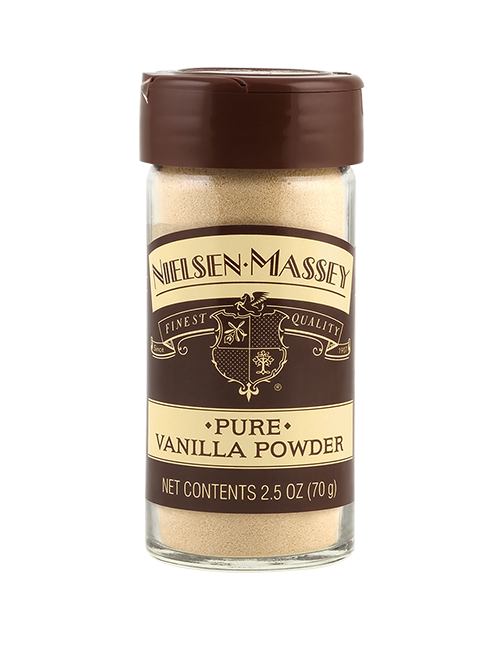 NIELSEN·MASSEY
FINEST QUALITY
Since 1907
®
·PURE·
VANILLA POWDER
NET CONTENTS 2.5 OZ (70 g)